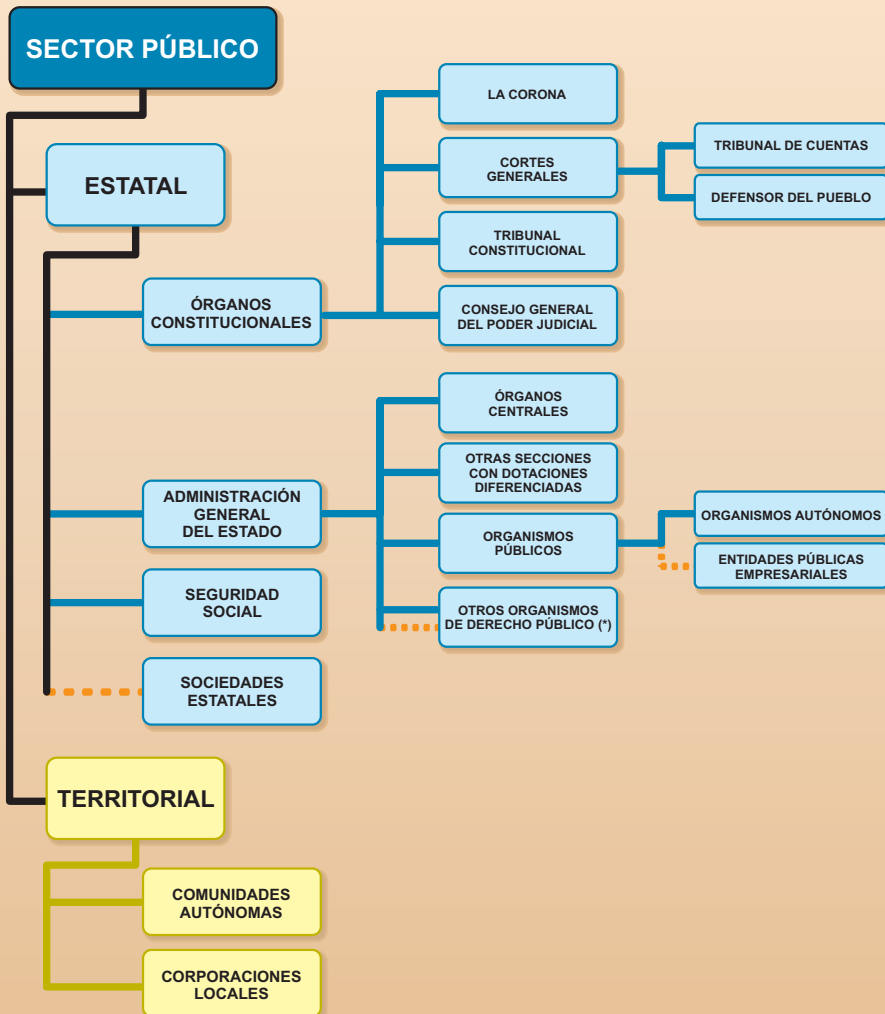 SECTOR PÚBLICO
ESTATAL
ÓRGANOS
CONSTITUCIONALES
LA CORONA
CORTES
GENERALES
TRIBUNAL DE CUENTAS
DEFENSOR DEL PUEBLO
TRIBUNAL
CONSTITUCIONAL
CONSEJO GENERAL
DEL PODER JUDICIAL
ADMINISTRACIÓN
GENERAL
DEL ESTADO
ÓRGANOS
CENTRALES
OTRAS SECCIONES
CON DOTACIONES
DIFERENCIADAS
ORGANISMOS
PÚBLICOS
ORGANISMOS AUTÓNOMOS
ENTIDADES PÚBLICAS
EMPRESARIALES
OTROS ORGANISMOS
DE DERECHO PÚBLICO (*)
SEGURIDAD
SOCIAL
SOCIEDADES
ESTATALES
TERRITORIAL
COMUNIDADES
AUTÓNOMAS
CORPORACIONES
LOCALES